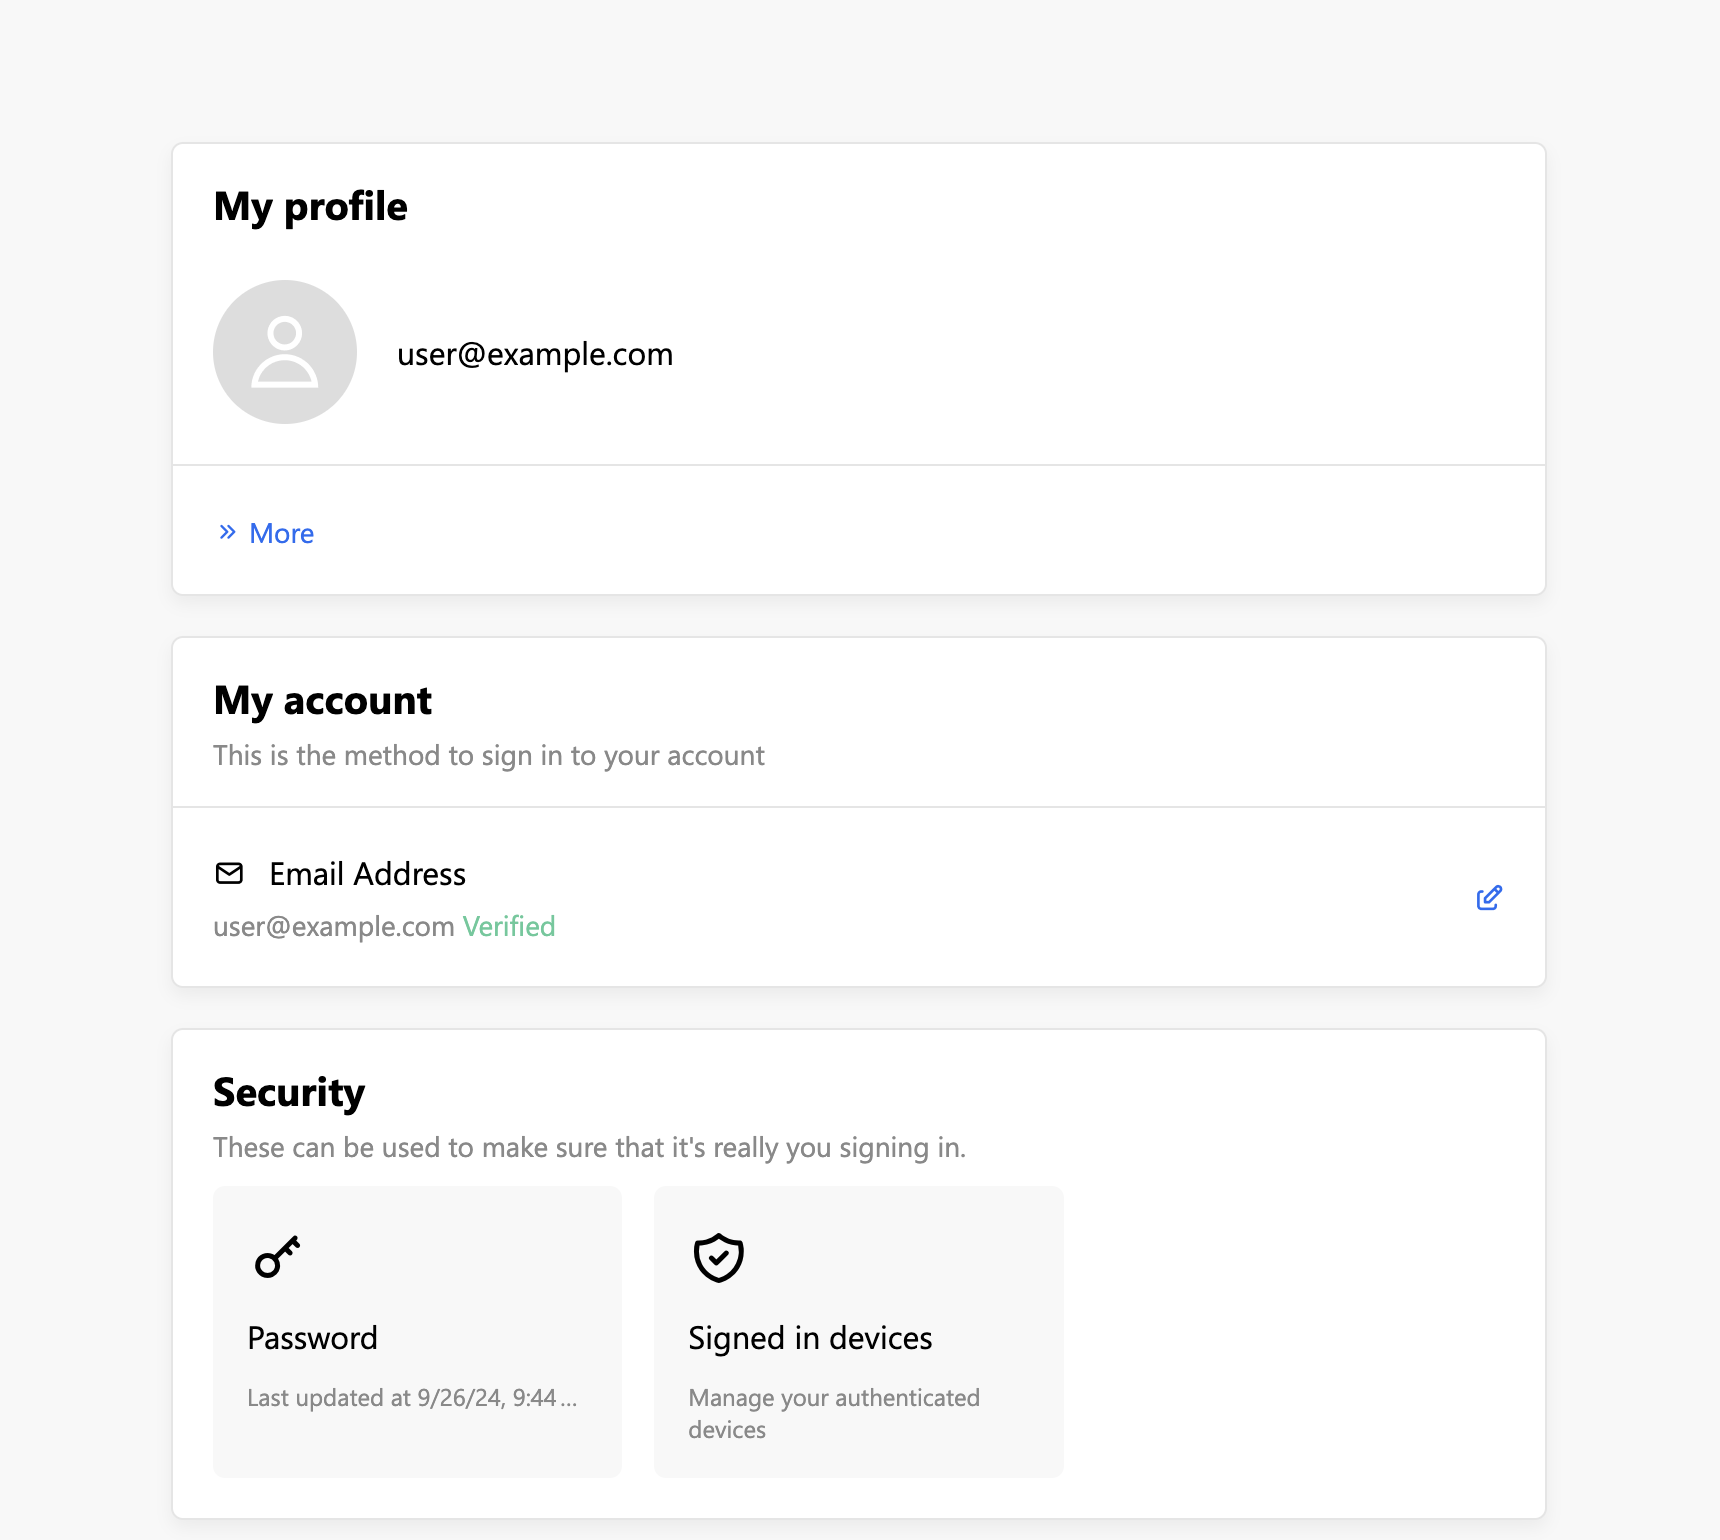 My profile
user@example.com
More
My account
This is the method to sign in to your account
Email Address
user@example.com Verified
Security
These can be used to make sure that it's really you signing in.
Password
Last updated at 9/26/24, 9:44 ...
Signed in devices
Manage your authenticated
devices